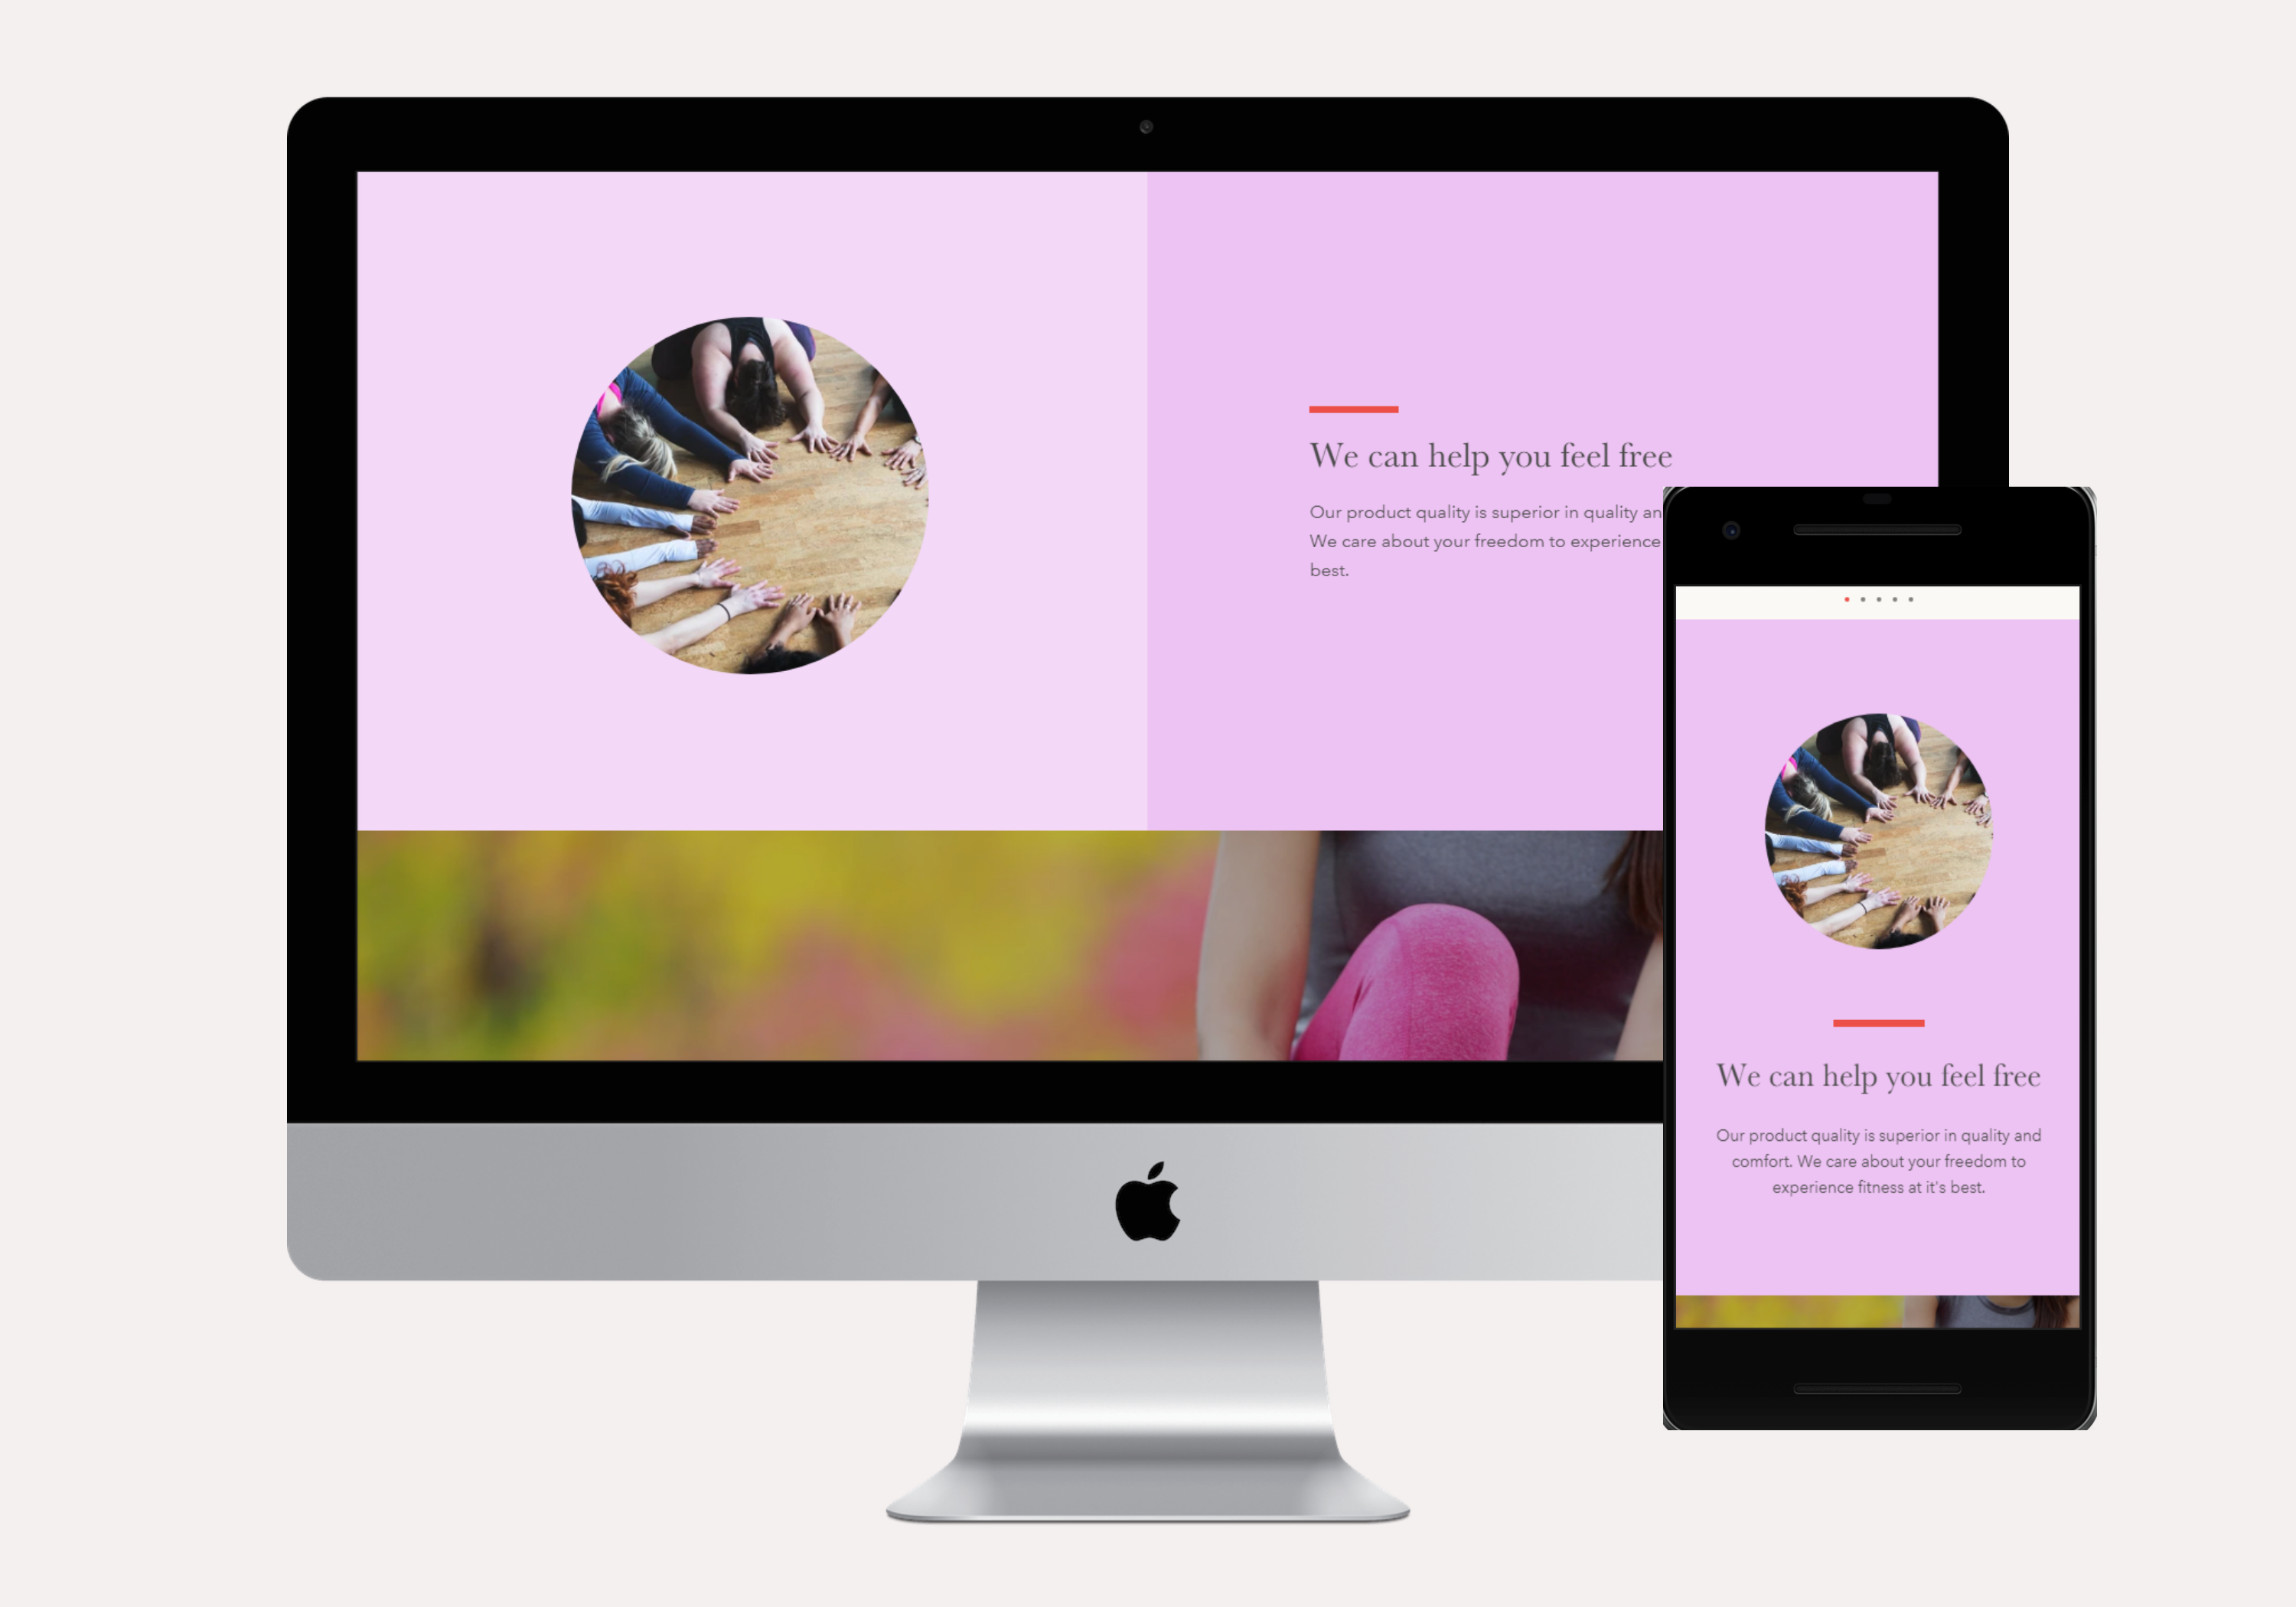 We can help you feel free
Our product quality is superior in quality an
We care about your freedom to experience
best.
We can help you feel free
Our product quality is superior in quality and
comfort. We care about your freedom to
experience fitness at it's best.